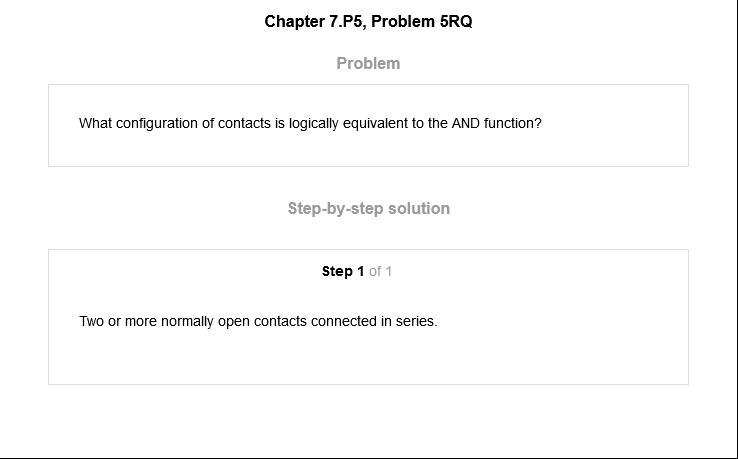 Chapter 7.P5, Problem 5RQ
Problem
What configuration of contacts is logically equivalent to the AND function?
Step-by-step solution
Step 1 of 1
Two or more normally open contacts connected in series.